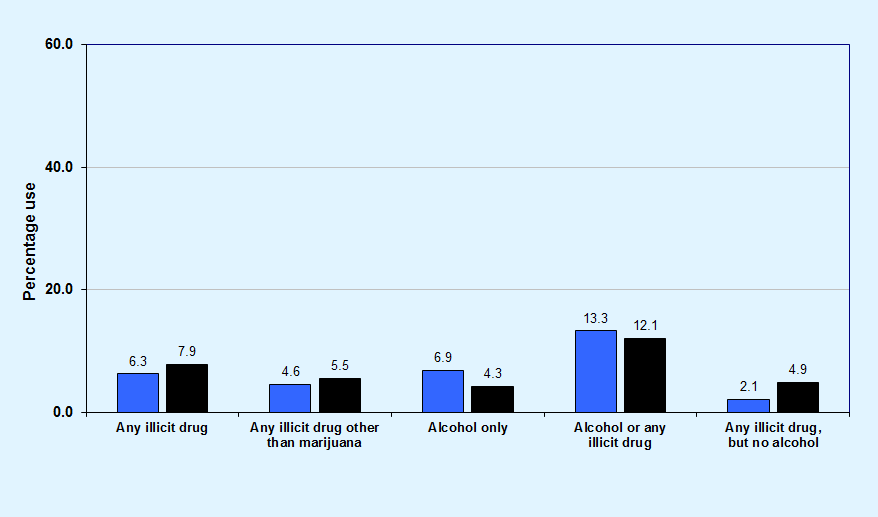 60.0
40.0
20.0
0.0
Percentage use
6.3
7.9
4.6
5.5
6.9
4.3
13.3
12.1
2.1
4.9
Any illicit drug
Any illicit drug other
than marijuana
Alcohol only
Alcohol or any
illicit drug
Any illicit drug,
but no alcohol